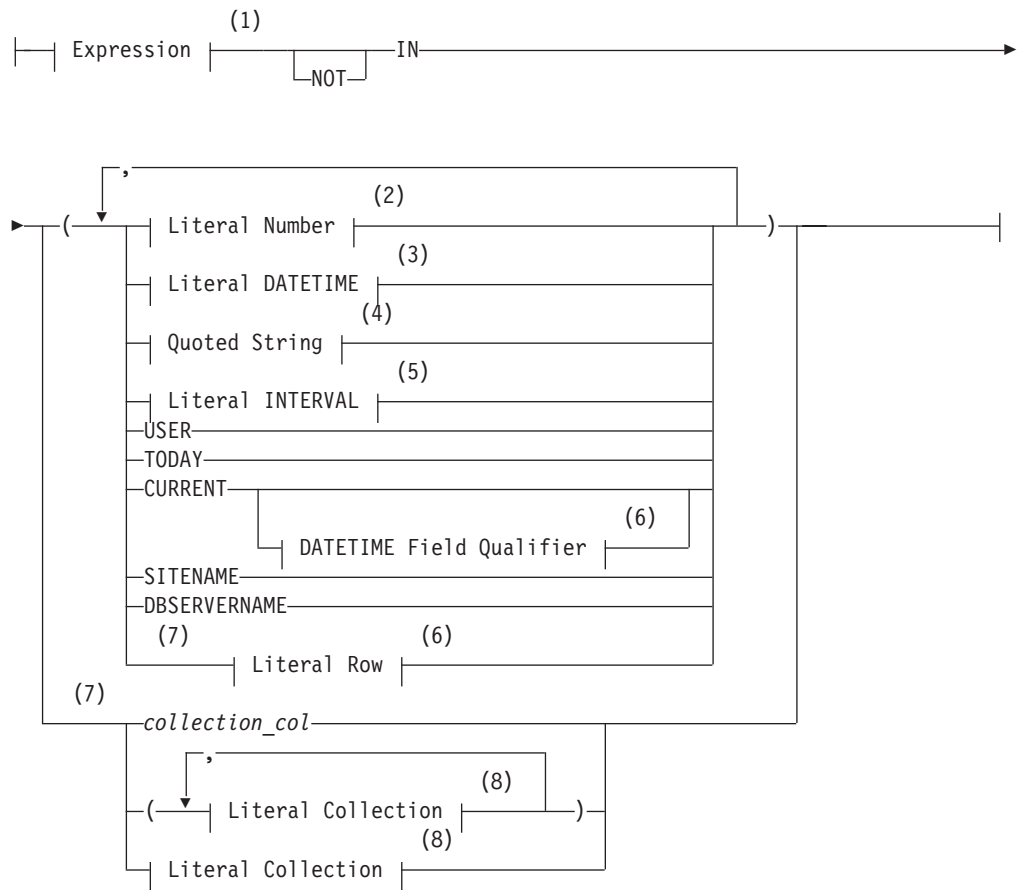 (1)
Expression IN
NOT
,
(2)
( Literal Number )
(3)
Literal DATETIME
(4)
Quoted String
(5)
Literal INTERVAL
USER
TODAY
CURRENT
(6)
DATETIME Field Qualifier
SITENAME
DBSERVERNAME
(7) (6)
Literal Row
(7)
collection_col
,
(8)
( Literal Collection )
(8)
Literal Collection